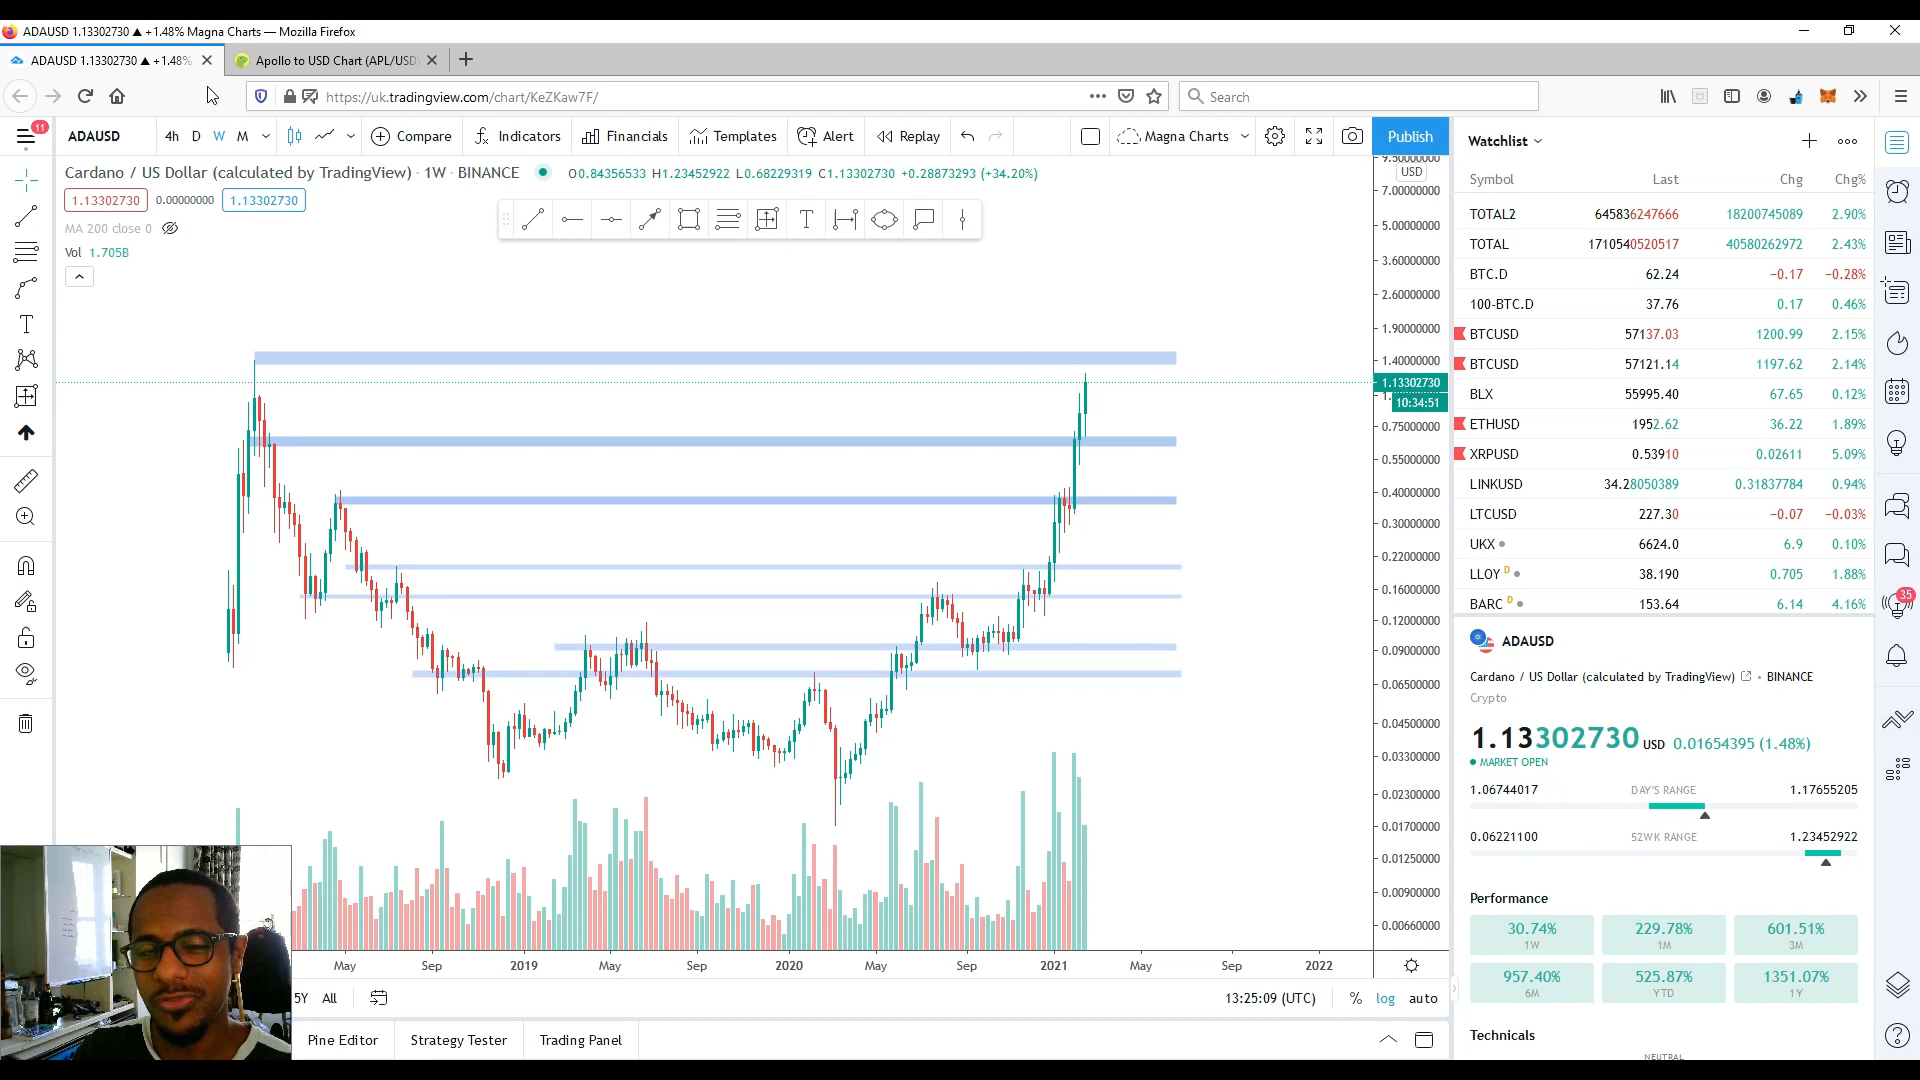 ADAUSD 1.13302730 ▲ +1.48% Magna Charts — Mozilla Firefox
ADAUSD 1.13302730 ▲ +1.48%
Apollo to USD Chart (APL/USD)
https://uk.tradingview.com/chart/KeZKaw7F/
Search
11
ADAUSD
4h D W M
Compare
Indicators
Financials
Templates
Alert
Replay
Magna Charts
Publish
Cardano / US Dollar (calculated by TradingView) · 1W · BINANCE
O0.84356533 H1.23452922 L0.68229319 C1.13302730 +0.28873293 (+34.20%)
1.13302730 0.00000000 1.13302730
MA 200 close 0
Vol 1.705B
9.50000000
USD
7.00000000
5.00000000
3.60000000
2.60000000
1.90000000
1.40000000
1.13302730
10:34:51
0.75000000
0.55000000
0.40000000
0.30000000
0.22000000
0.16000000
0.12000000
0.09000000
0.06500000
0.04500000
0.03300000
0.02300000
0.01700000
0.01250000
0.00900000
0.00660000
May Sep 2019 May Sep 2020 May Sep 2021 May Sep 2022
5Y All
13:25:09 (UTC) % log auto
Pine Editor Strategy Tester Trading Panel
Watchlist
Symbol Last Chg Chg%
TOTAL2 645836247666 18200745089 2.90%
TOTAL 1710540520517 40580262972 2.43%
BTC.D 62.24 −0.17 −0.28%
100-BTC.D 37.76 0.17 0.46%
BTCUSD 57137.03 1200.99 2.15%
BTCUSD 57121.14 1197.62 2.14%
BLX 55995.40 67.65 0.12%
ETHUSD 1952.62 36.22 1.89%
XRPUSD 0.53910 0.02611 5.09%
LINKUSD 34.28050389 0.31837784 0.94%
LTCUSD 227.30 −0.07 −0.03%
UKX 6624.0 6.9 0.10%
LLOY D 38.190 0.705 1.88%
BARC D 153.64 6.14 4.16%
35
ADAUSD
Cardano / US Dollar (calculated by TradingView) • BINANCE
Crypto
1.13302730 USD 0.01654395 (1.48%)
MARKET OPEN
1.06744017 DAY'S RANGE 1.17655205
0.06221100 52WK RANGE 1.23452922
Performance
30.74% 229.78% 601.51%
1W 1M 3M
957.40% 525.87% 1351.07%
6M YTD 1Y
Technicals
NEUTRAL